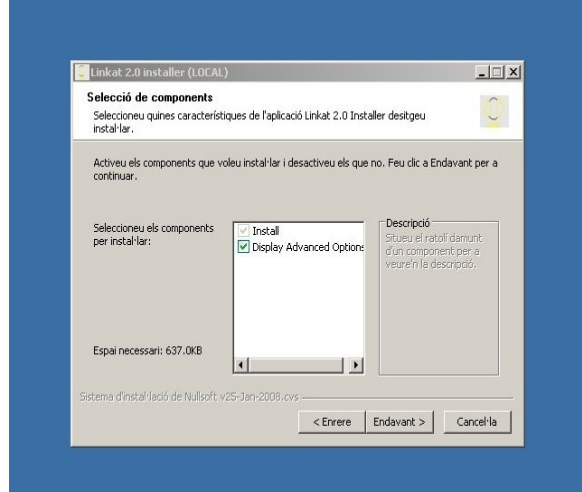 Linkat 2.0 installer (LOCAL)
Selecció de components
Seleccioneu quines característiques de l'aplicació Linkat 2.0 Installer desitgeu
instal·lar.
Activeu els components que voleu instal·lar i desactiveu els que no. Feu clic a Endavant per a
continuar.
Seleccioneu els components
per instal·lar:
Install
Display Advanced Options
Descripció
Situeu el ratolí damunt
d'un component per a
veure'n la descripció.
Espai necessari: 637.0KB
Sistema d'instal·lació de Nullsoft v25-Jan-2008.cvs
< Enrere
Endavant >
Cancel·la